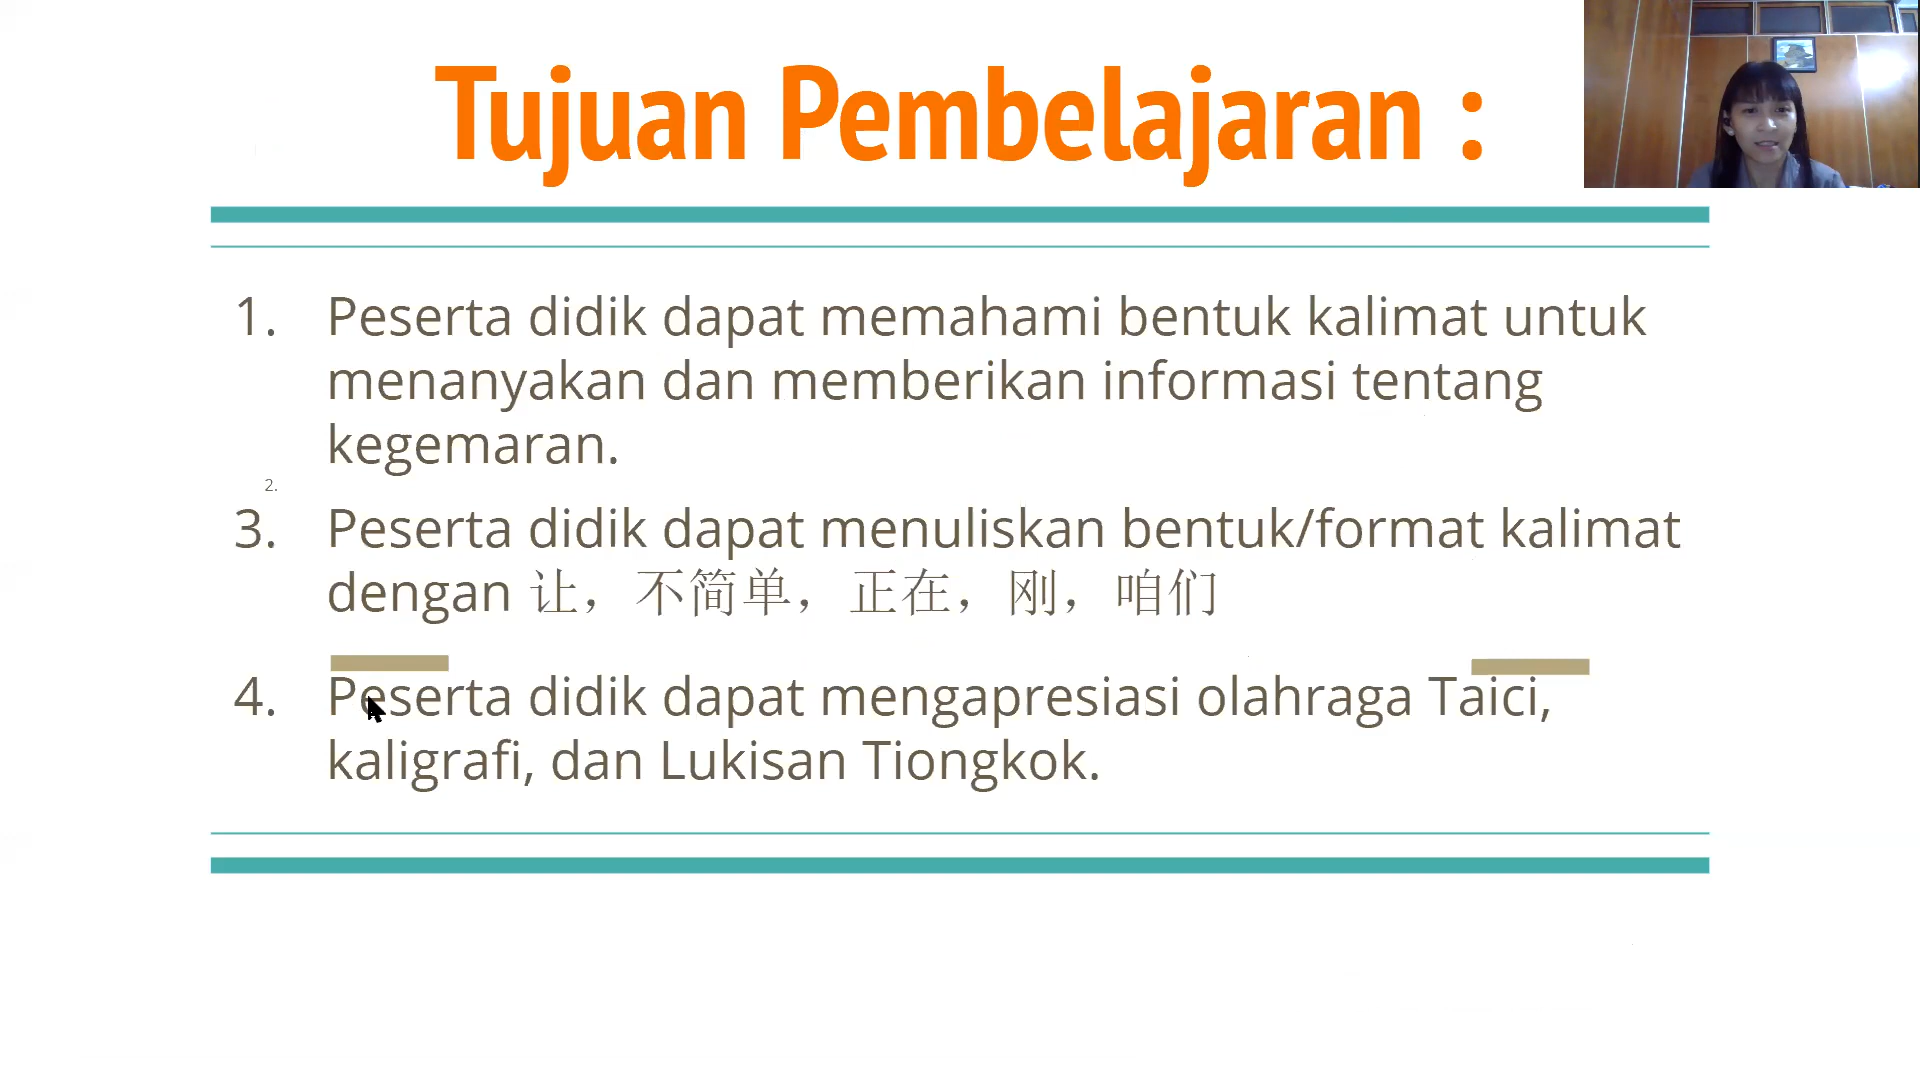 Tujuan Pembelajaran :
1. Peserta didik dapat memahami bentuk kalimat untuk
menanyakan dan memberikan informasi tentang
kegemaran.
2.
3. Peserta didik dapat menuliskan bentuk/format kalimat
dengan 让，不简单，正在，刚，咱们
4. Peserta didik dapat mengapresiasi olahraga Taici,
kaligrafi, dan Lukisan Tiongkok.